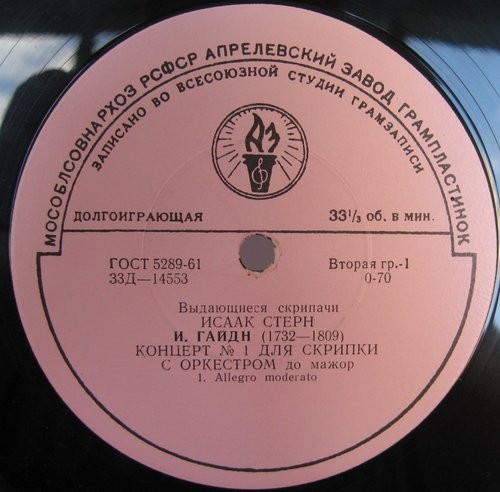 МОСОБЛСОВНАРХОЗ РСФСР АПРЕЛЕВСКИЙ ЗАВОД ГРАМПЛАСТИНОК
ЗАПИСАНО ВО ВСЕСОЮЗНОЙ СТУДИИ ГРАМЗАПИСИ
АЗ
ДОЛГОИГРАЮЩАЯ 33 1/3 об. в мин.
ГОСТ 5289-61 Вторая гр.-1
33Д—14553 0-70
Выдающиеся скрипачи
ИСААК СТЕРН
И. ГАЙДН (1732—1809)
КОНЦЕРТ № 1 ДЛЯ СКРИПКИ
С ОРКЕСТРОМ до мажор
1. Allegro moderato